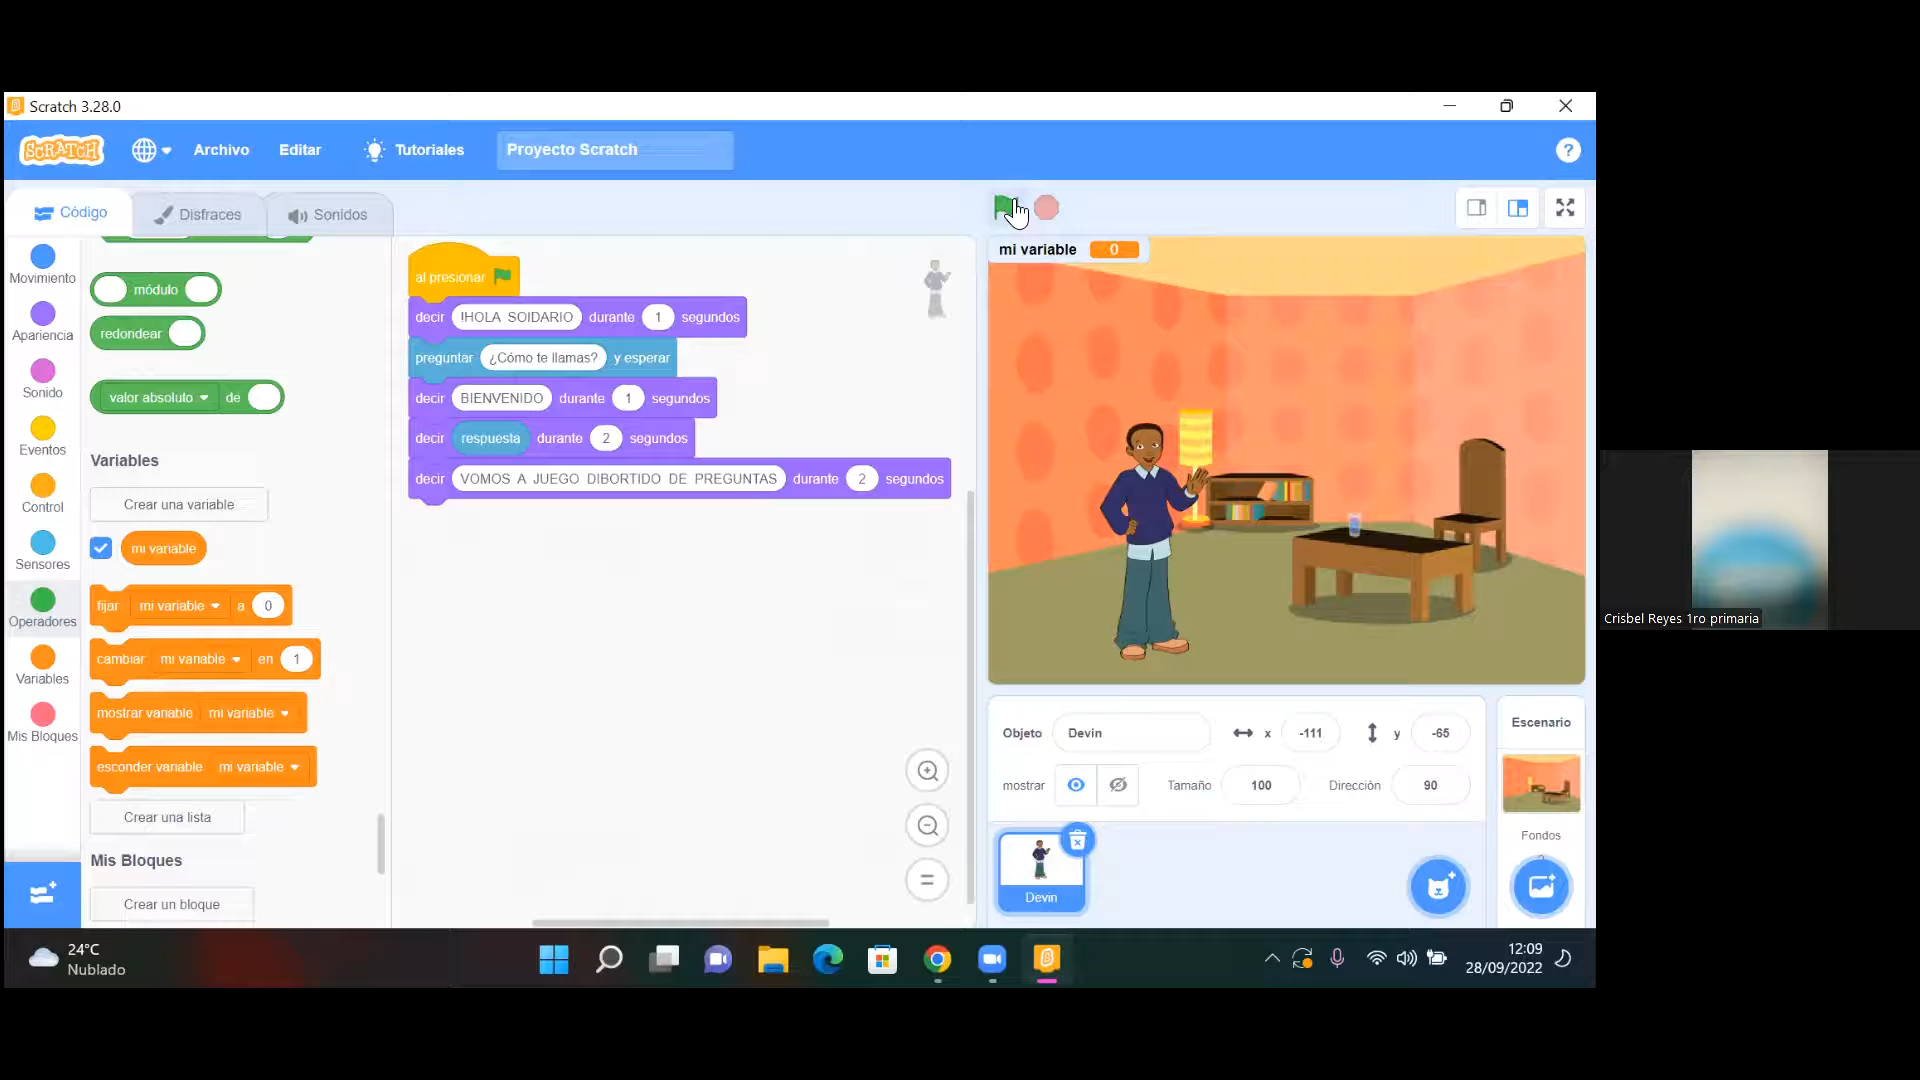 Scratch 3.28.0
SCRATCH
Archivo
Editar
Tutoriales
Proyecto Scratch
?
Código
Disfraces
Sonidos
Movimiento
Apariencia
Sonido
Eventos
Control
Sensores
Operadores
Variables
Mis Bloques
módulo
redondear
valor absoluto de
Variables
Crear una variable
mi variable
fijar mi variable a 0
cambiar mi variable en 1
mostrar variable mi variable
esconder variable mi variable
Crear una lista
Mis Bloques
Crear un bloque
al presionar
decir !HOLA SOIDARIO durante 1 segundos
preguntar ¿Cómo te llamas? y esperar
decir BIENVENIDO durante 1 segundos
decir respuesta durante 2 segundos
decir VOMOS A JUEGO DIBORTIDO DE PREGUNTAS durante 2 segundos
mi variable 0
Objeto Devin x -111 y -65
mostrar Tamaño 100 Dirección 90
Devin
Escenario
Fondos
Crisbel Reyes 1ro primaria
24°C
Nublado
12:09
28/09/2022